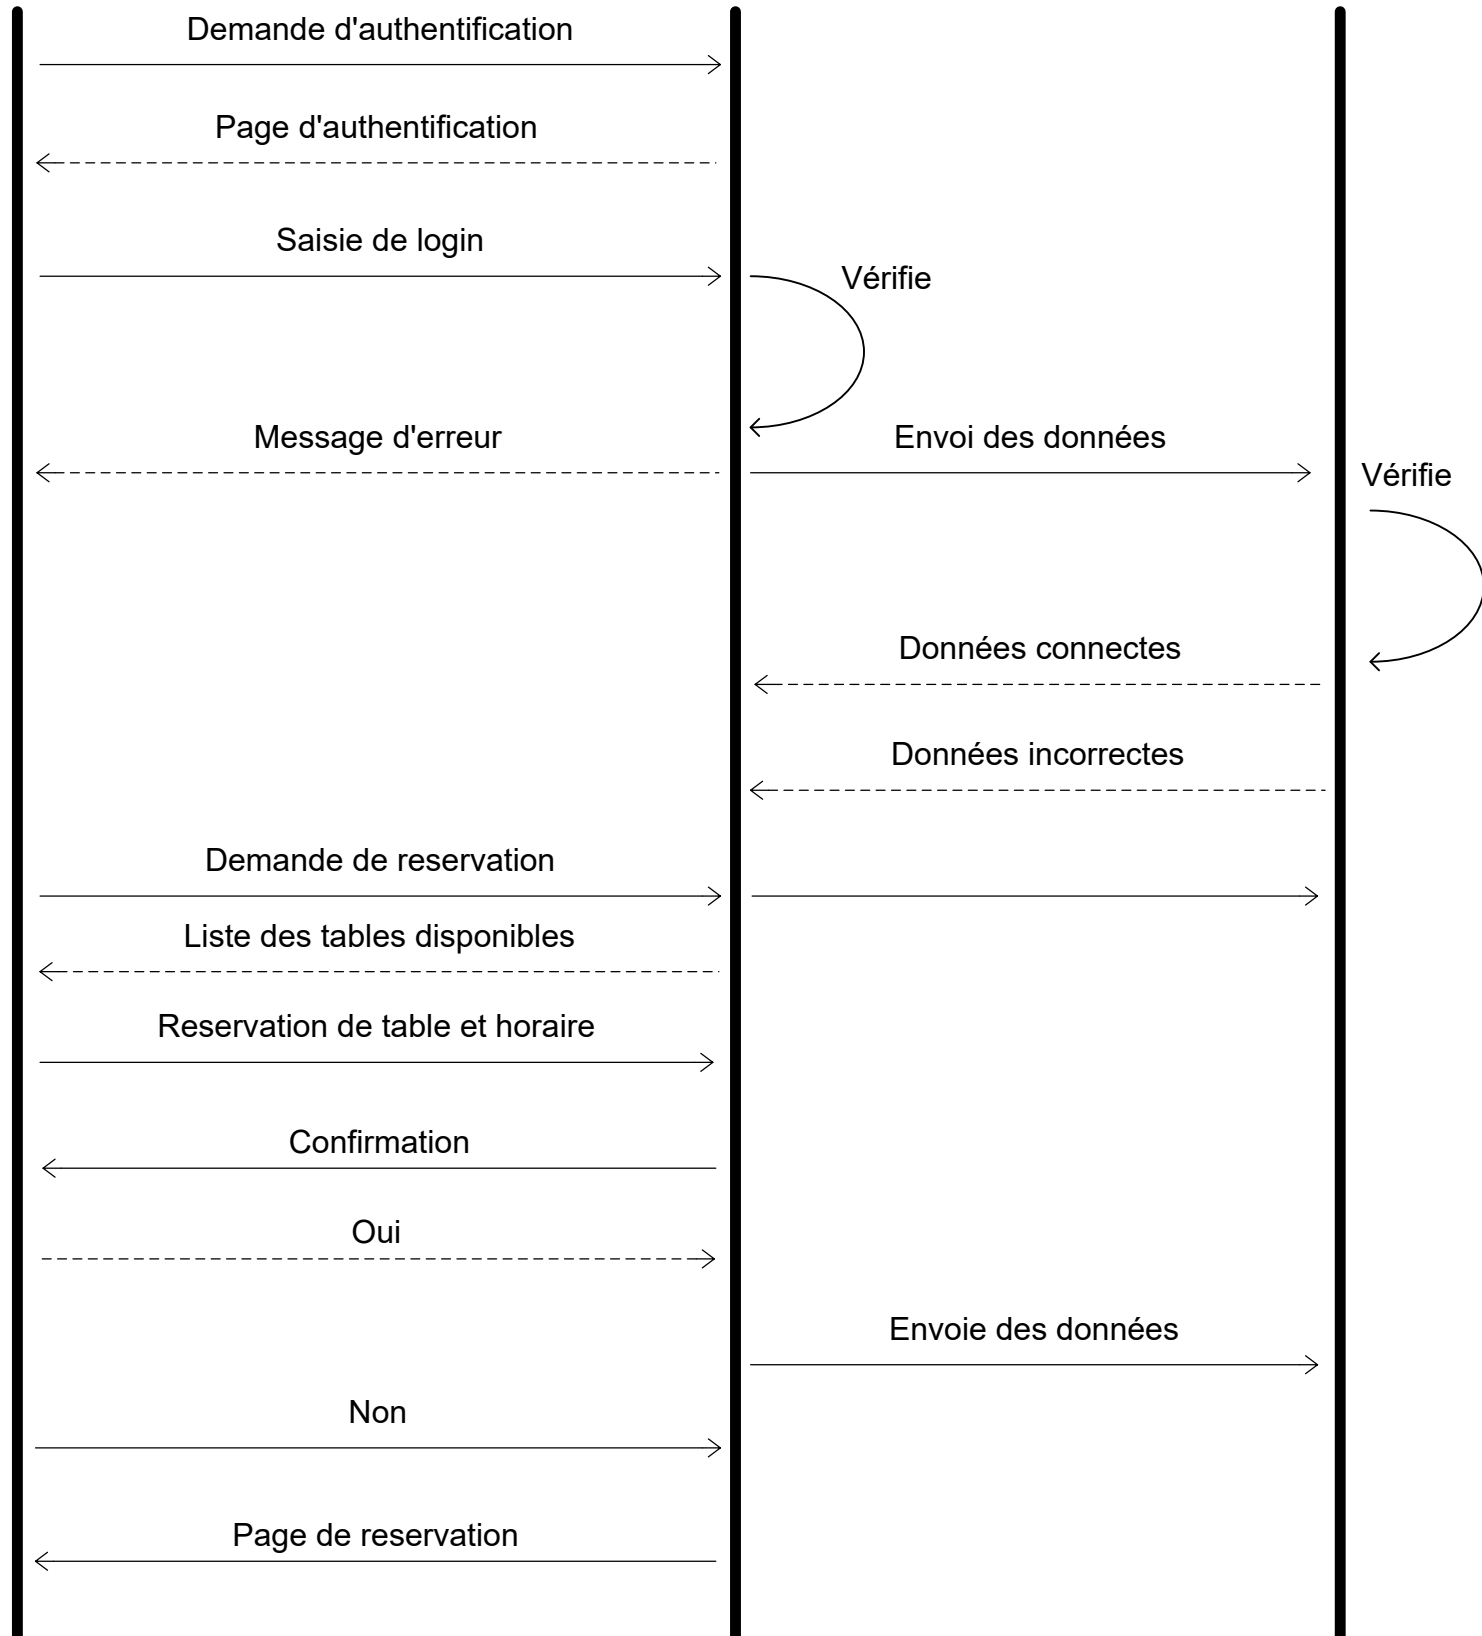 Demande d'authentification
Page d'authentification
Saisie de login
Vérifie
Message d'erreur
Envoi des données
Vérifie
Données connectes
Données incorrectes
Demande de reservation
Liste des tables disponibles
Reservation de table et horaire
Confirmation
Oui
Envoie des données
Non
Page de reservation